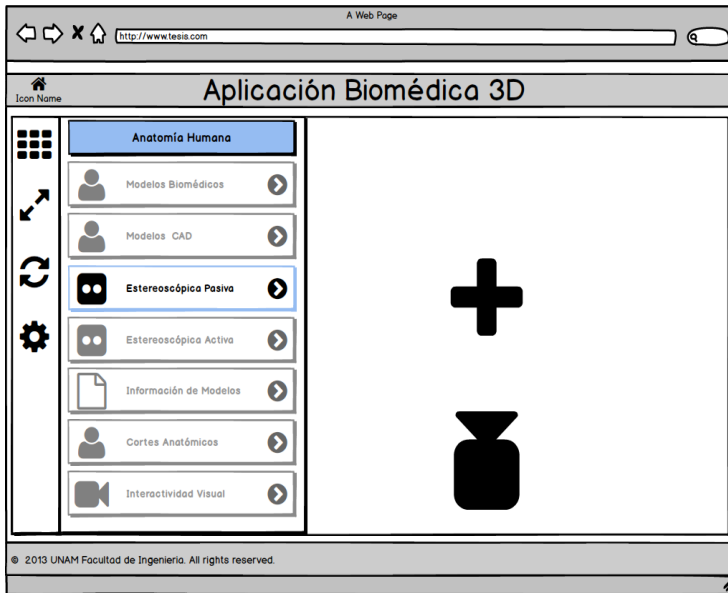 A Web Page
http://www.tesis.com
Icon Name
Aplicación Biomédica 3D
Anatomía Humana
Modelos Biomédicos
Modelos CAD
Estereoscópica Pasiva
Estereoscópica Activa
Información de Modelos
Cortes Anatómicos
Interactividad Visual
© 2013 UNAM Facultad de Ingenieria. All rights reserved.